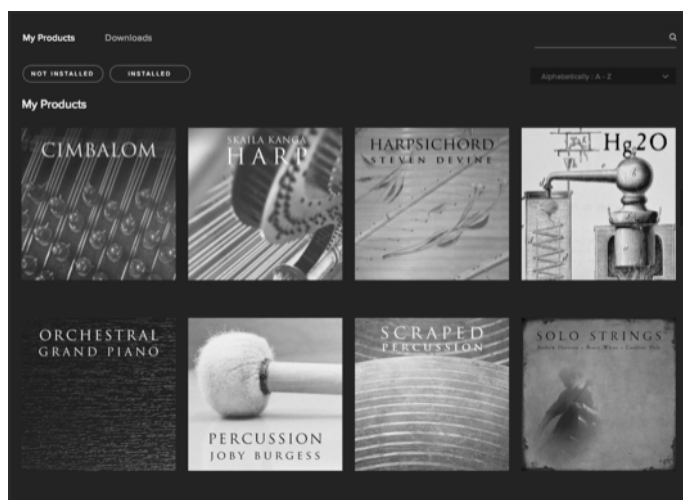 My Products
Downloads
NOT INSTALLED
INSTALLED
Alphabetically : A - Z
My Products
CIMBALOM
SKAILA KANGA
HARP
HARPSICHORD
STEVEN DEVINE
Hg2O
ORCHESTRAL
GRAND PIANO
PERCUSSION
JOBY BURGESS
SCRAPED
PERCUSSION
SOLO STRINGS